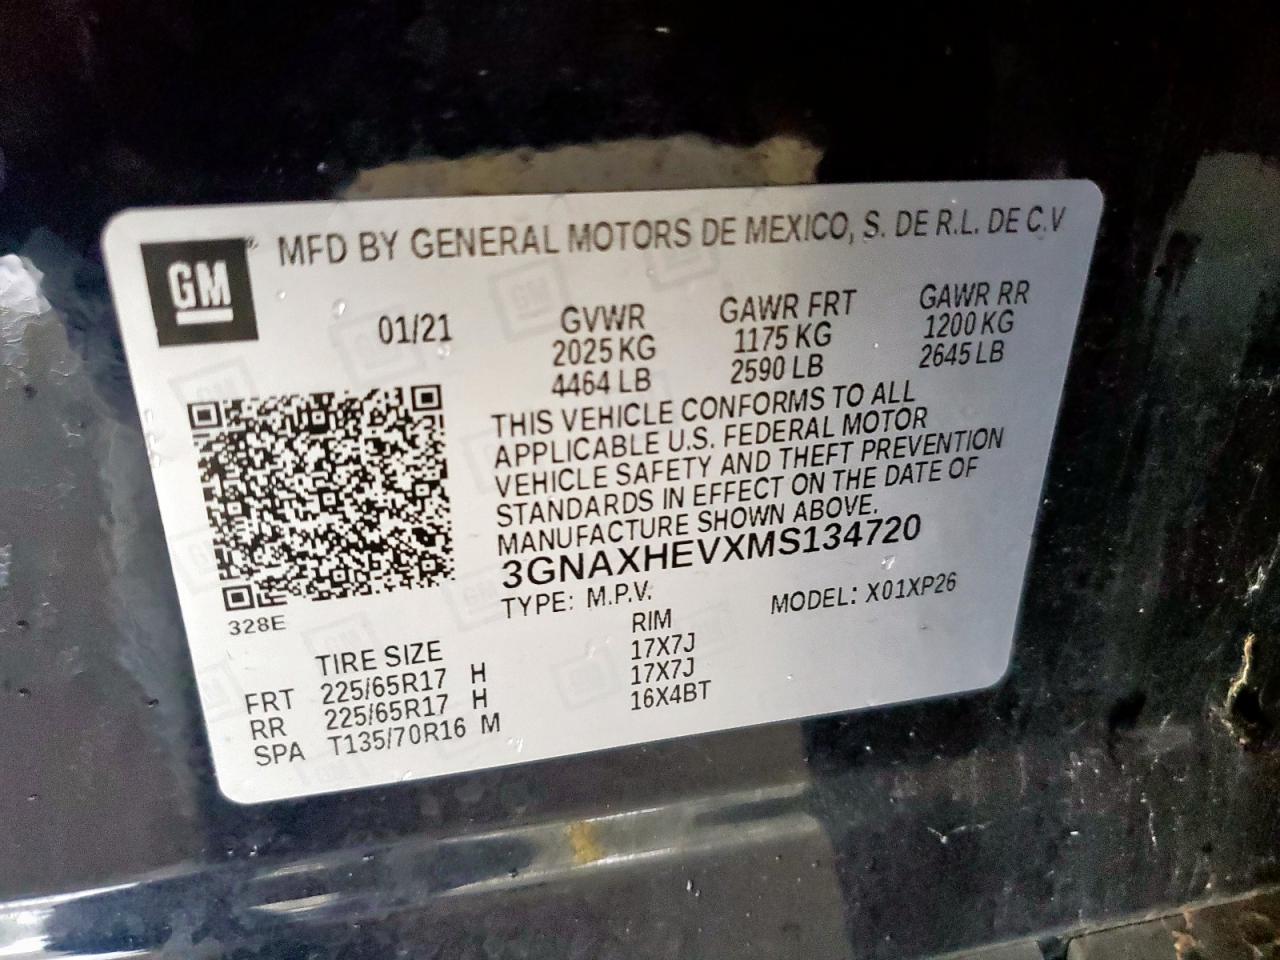 GM
MFD BY GENERAL MOTORS DE MEXICO, S. DE R.L. DE C.V
01/21
GVWR GAWR FRT GAWR RR
2025 KG 1175 KG 1200 KG
4464 LB 2590 LB 2645 LB
THIS VEHICLE CONFORMS TO ALL
APPLICABLE U.S. FEDERAL MOTOR
VEHICLE SAFETY AND THEFT PREVENTION
STANDARDS IN EFFECT ON THE DATE OF
MANUFACTURE SHOWN ABOVE.
3GNAXHEVXMS134720
TYPE: M.P.V. MODEL: X01XP26
328E
TIRE SIZE RIM
FRT 225/65R17 H 17X7J
RR 225/65R17 H 17X7J
SPA T135/70R16 M 16X4BT